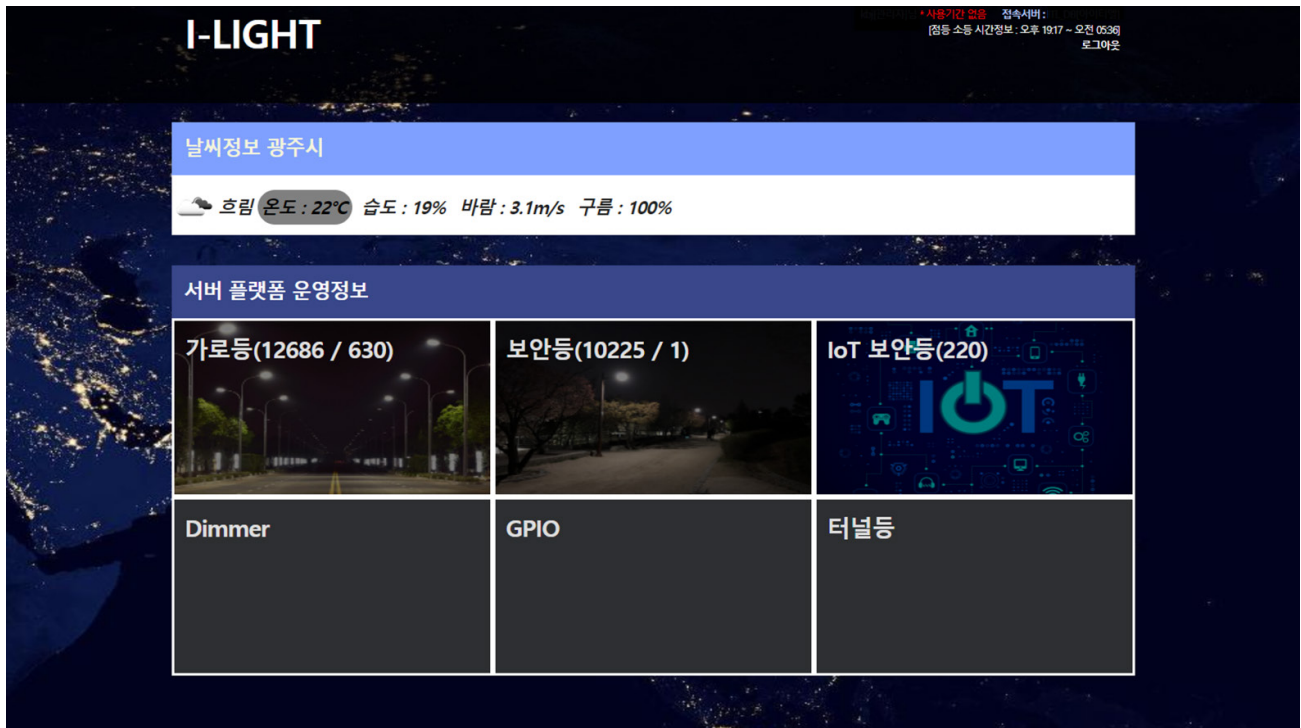 I-LIGHT
* 사용기간 없음 접속서버 :
[점등 소등 시간정보 : 오후 19:17 ~ 오전 05:36]
로그아웃
날씨정보 광주시
흐림 온도 : 22℃ 습도 : 19% 바람 : 3.1m/s 구름 : 100%
서버 플랫폼 운영정보
가로등(12686 / 630)
보안등(10225 / 1)
IoT 보안등(220)
IOT
Dimmer
GPIO
터널등